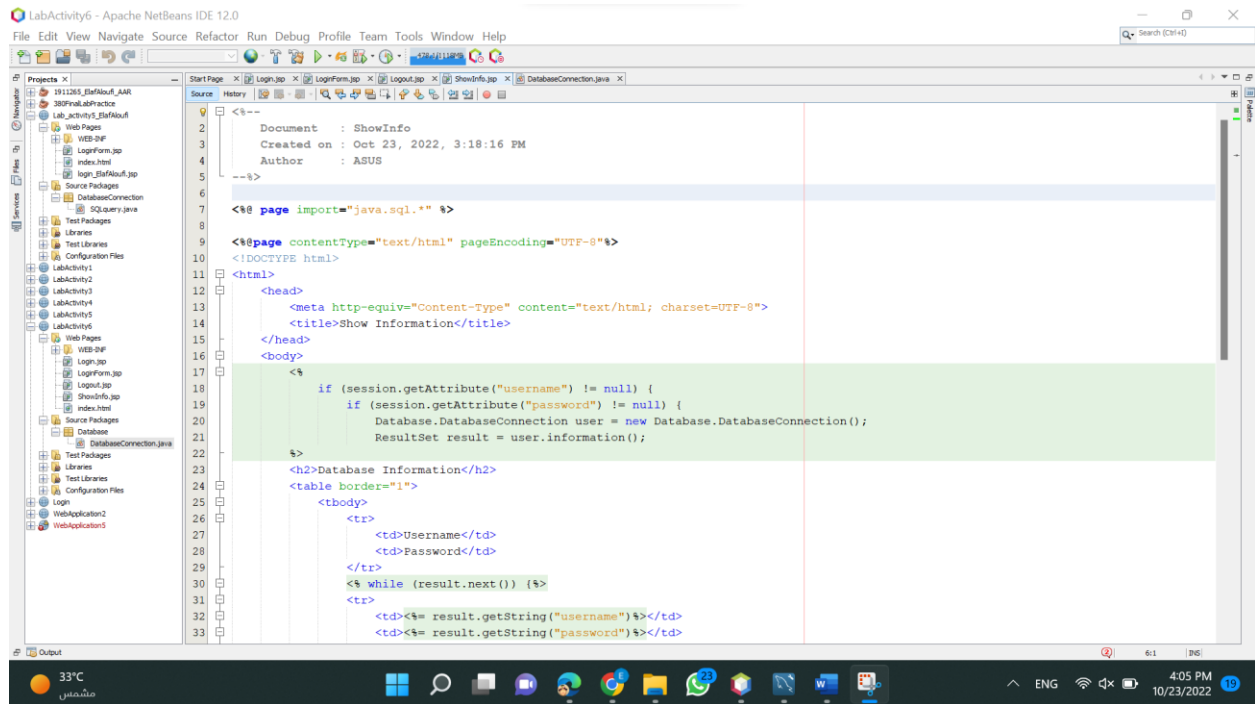 LabActivity6 - Apache NetBeans IDE 12.0
File Edit View Navigate Source Refactor Run Debug Profile Team Tools Window Help
Search (Ctrl+I)
Projects
Start Page Login.jsp LoginForm.jsp Logout.jsp ShowInfo.jsp DatabaseConnection.java
Source History
Navigator
Files
Services
Palette
1911265_ElafAloufi_AAR
380FinalLabPractice
Lab_activity5_ElafAloufi
Web Pages
WEB-INF
LoginForm.jsp
index.html
login_ElafAloufi.jsp
Source Packages
DatabaseConnection
SQLquery.java
Test Packages
Libraries
Test Libraries
Configuration Files
LabActivity1
LabActivity2
LabActivity3
LabActivity4
LabActivity5
LabActivity6
Web Pages
WEB-INF
Login.jsp
LoginForm.jsp
Logout.jsp
ShowInfo.jsp
index.html
Source Packages
Database
DatabaseConnection.java
Test Packages
Libraries
Test Libraries
Configuration Files
Login
WebApplication2
WebApplication5
<%--
2 Document : ShowInfo
3 Created on : Oct 23, 2022, 3:18:16 PM
4 Author : ASUS
5 --%>
6
7 <%@ page import="java.sql.*" %>
8
9 <%@page contentType="text/html" pageEncoding="UTF-8"%>
10 <!DOCTYPE html>
11 <html>
12 <head>
13 <meta http-equiv="Content-Type" content="text/html; charset=UTF-8">
14 <title>Show Information</title>
15 </head>
16 <body>
17 <%
18 if (session.getAttribute("username") != null) {
19 if (session.getAttribute("password") != null) {
20 Database.DatabaseConnection user = new Database.DatabaseConnection();
21 ResultSet result = user.information();
22 %>
23 <h2>Database Information</h2>
24 <table border="1">
25 <tbody>
26 <tr>
27 <td>Username</td>
28 <td>Password</td>
29 </tr>
30 <% while (result.next()) {%>
31 <tr>
32 <td><%= result.getString("username")%></td>
33 <td><%= result.getString("password")%></td>
Output
2 6:1 INS
33°C
مشمس
23
ENG
4:05 PM
10/23/2022
19